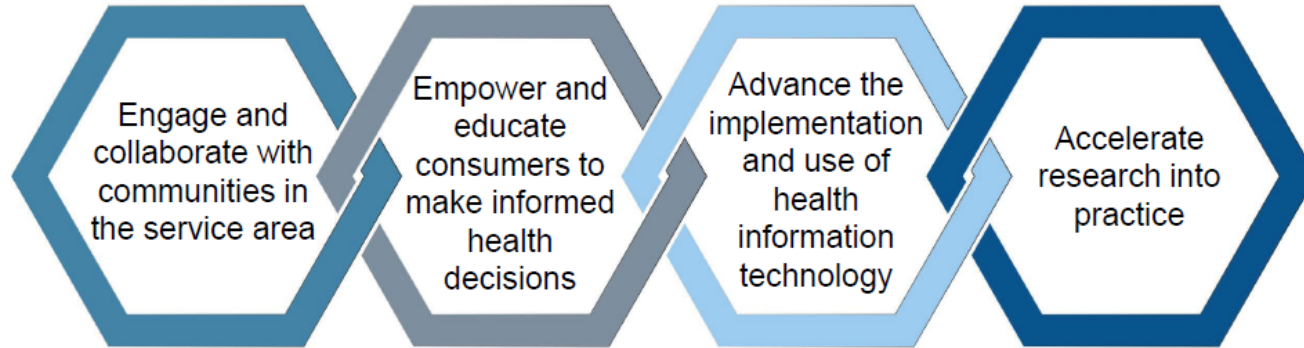 Engage and
collaborate with
communities in
the service area
Empower and
educate
consumers to
make informed
health
decisions
Advance the
implementation
and use of
health
information
technology
Accelerate
research into
practice